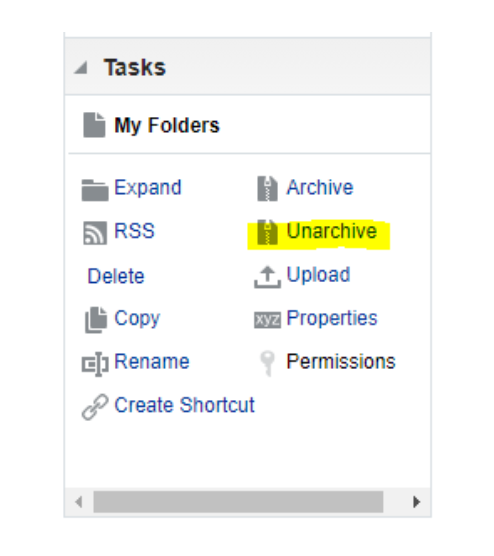 Tasks
My Folders
Expand Archive
RSS Unarchive
Delete Upload
Copy xyz Properties
Rename Permissions
Create Shortcut